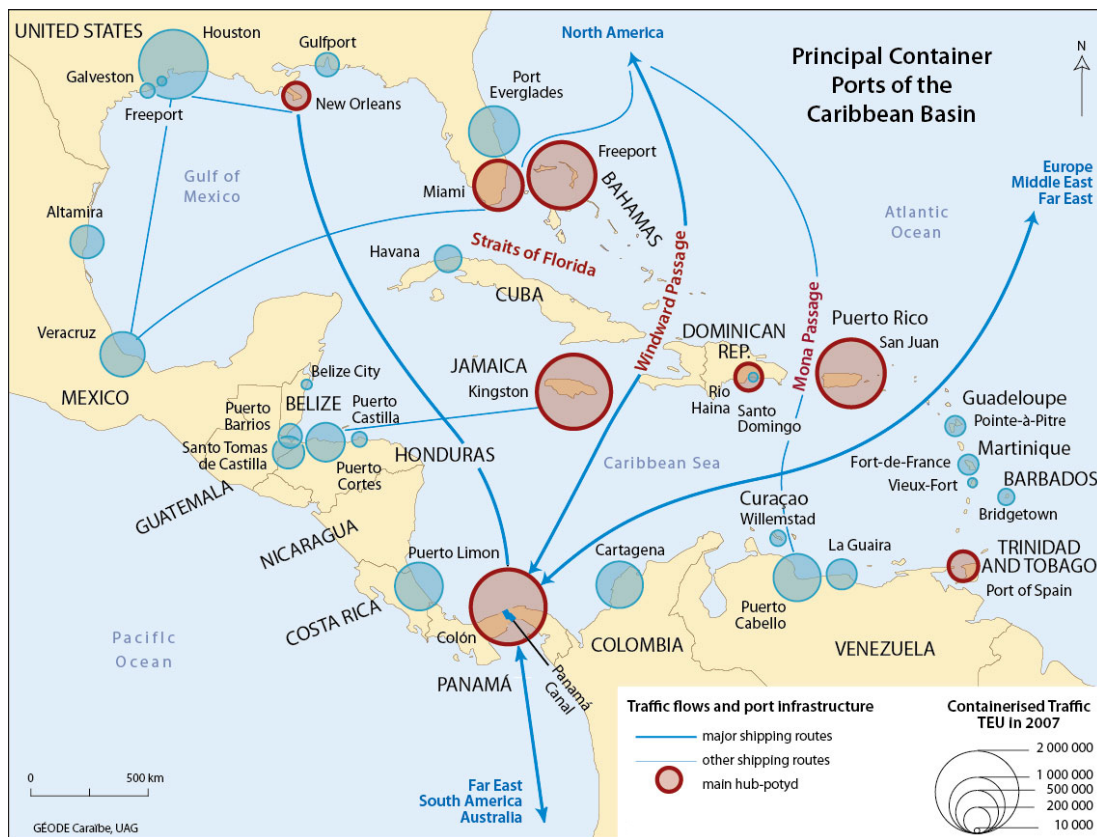 Principal Container
Ports of the
Caribbean Basin
N
UNITED STATES
Houston
Gulfport
Galveston
Freeport
New Orleans
Port
Everglades
North America
Freeport
Miami
BAHAMAS
Gulf of
Mexico
Europe
Middle East
Far East
Atlantic
Ocean
Altamira
Havana
Straits of Florida
CUBA
Windward Passage
Mona Passage
Veracruz
MEXICO
Belize City
BELIZE
Puerto
Barrios
Puerto
Castilla
Santo Tomas
de Castilla
Puerto
Cortes
GUATEMALA
HONDURAS
NICARAGUA
JAMAICA
Kingston
DOMINICAN
REP.
Rio
Haina
Santo
Domingo
Puerto Rico
San Juan
Guadeloupe
Pointe-à-Pitre
Martinique
Fort-de-France
Vieux-Fort
BARBADOS
Bridgetown
Caribbean Sea
Curaçao
Willemstad
La Guaira
TRINIDAD
AND TOBAGO
Port of Spain
Puerto Limon
Cartagena
Puerto
Cabello
COSTA RICA
Colón
PANAMÁ
Panamá
Canal
COLOMBIA
VENEZUELA
Pacific
Ocean
Far East
South America
Australia
0
500 km
GÉODE Caraïbe, UAG
Traffic flows and port infrastructure
major shipping routes
other shipping routes
main hub-potyd
Containerised Traffic
TEU in 2007
2 000 000
1 000 000
500 000
200 000
10 000